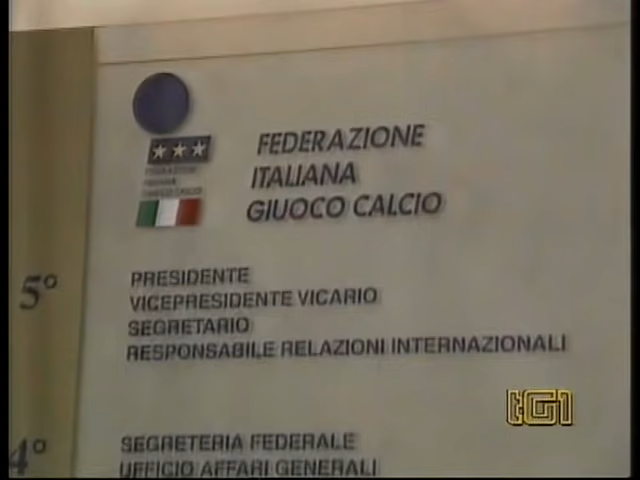 FEDERAZIONE
ITALIANA
GIUOCO CALCIO
5°
PRESIDENTE
VICEPRESIDENTE VICARIO
SEGRETARIO
RESPONSABILE RELAZIONI INTERNAZIONALI
4°
SEGRETERIA FEDERALE
UFFICIO AFFARI GENERALI
tG1